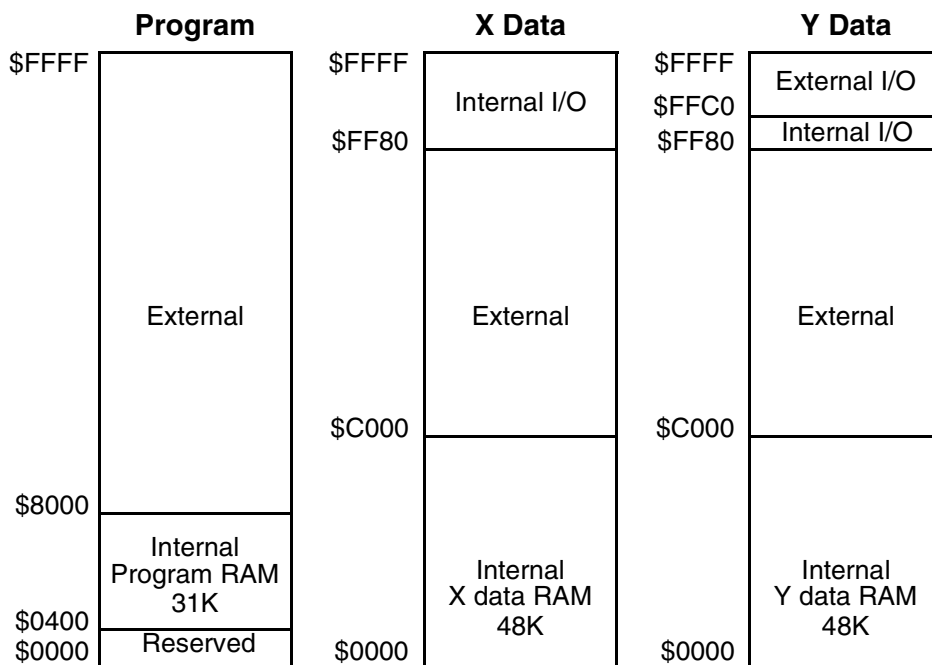 Program
$FFFF
External
$8000
Internal
Program RAM
31K
$0400
Reserved
$0000
X Data
$FFFF
Internal I/O
$FF80
External
$C000
Internal
X data RAM
48K
$0000
Y Data
$FFFF
External I/O
$FFC0
Internal I/O
$FF80
External
$C000
Internal
Y data RAM
48K
$0000